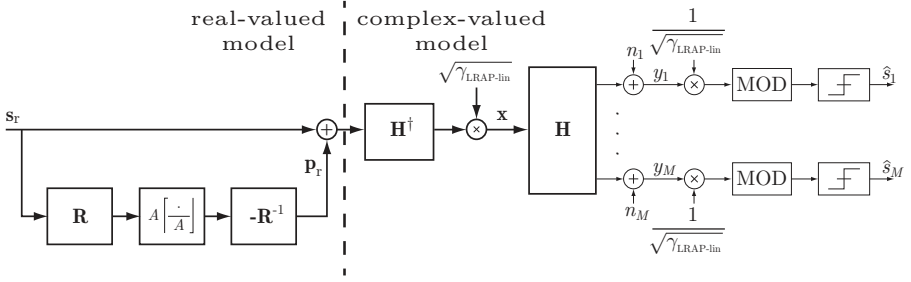 real-valued model
complex-valued model
s_r
R
A⌈·/A⌋
-R^-1
+
p_r
H^†
√γ_LRAP-lin
×
x
H
n_1
+
y_1
1/√γ_LRAP-lin
×
MOD
ŝ_1
. . .
n_M
+
y_M
1/√γ_LRAP-lin
×
MOD
ŝ_M